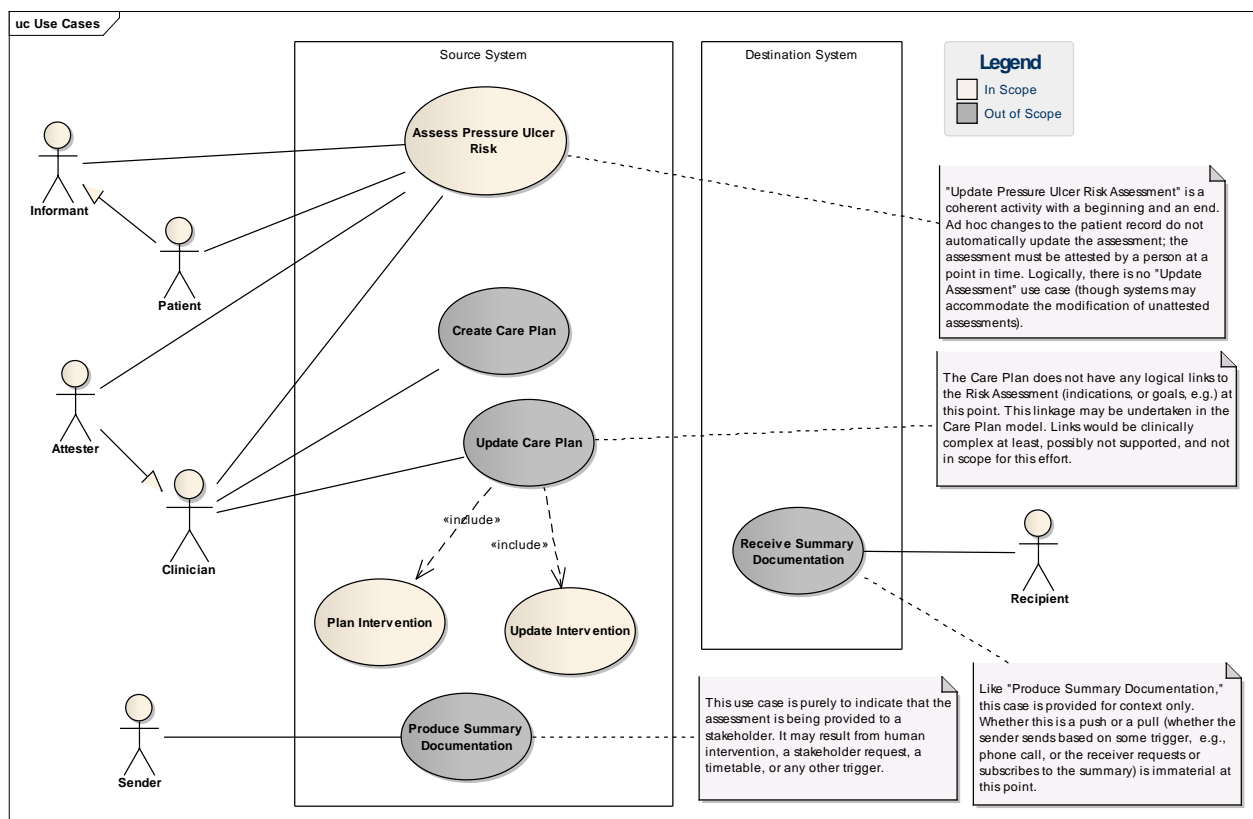 uc Use Cases
Source System
Destination System
Legend
In Scope
Out of Scope
Assess Pressure Ulcer
Risk
Informant
Patient
"Update Pressure Ulcer Risk Assessment" is a
coherent activity with a beginning and an end.
Ad hoc changes to the patient record do not
automatically update the assessment; the
assessment must be attested by a person at a
point in time. Logically, there is no "Update
Assessment" use case (though systems may
accommodate the modification of unattested
assessments).
Create Care Plan
The Care Plan does not have any logical links to
the Risk Assessment (indications, or goals, e.g.) at
this point. This linkage may be undertaken in the
Care Plan model. Links would be clinically
complex at least, possibly not supported, and not
in scope for this effort.
Attester
Update Care Plan
Clinician
«include»
«include»
Receive Summary
Documentation
Recipient
Plan Intervention
Update Intervention
Sender
Produce Summary
Documentation
This use case is purely to indicate that the
assessment is being provided to a
stakeholder. It may result from human
intervention, a stakeholder request, a
timetable, or any other trigger.
Like "Produce Summary Documentation,"
this case is provided for context only.
Whether this is a push or a pull (whether the
sender sends based on some trigger, e.g.,
phone call, or the receiver requests or
subscribes to the summary) is immaterial at
this point.